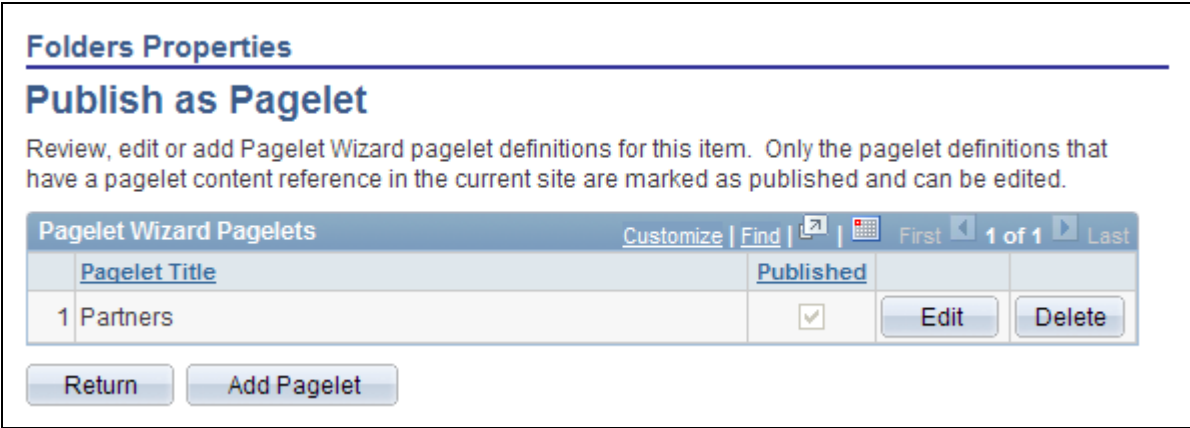 Folders Properties
Publish as Pagelet
Review, edit or add Pagelet Wizard pagelet definitions for this item.  Only the pagelet definitions that
have a pagelet content reference in the current site are marked as published and can be edited.
Pagelet Wizard Pagelets Customize | Find | | First 1 of 1 Last
Pagelet Title Published
1 Partners Edit Delete
Return Add Pagelet